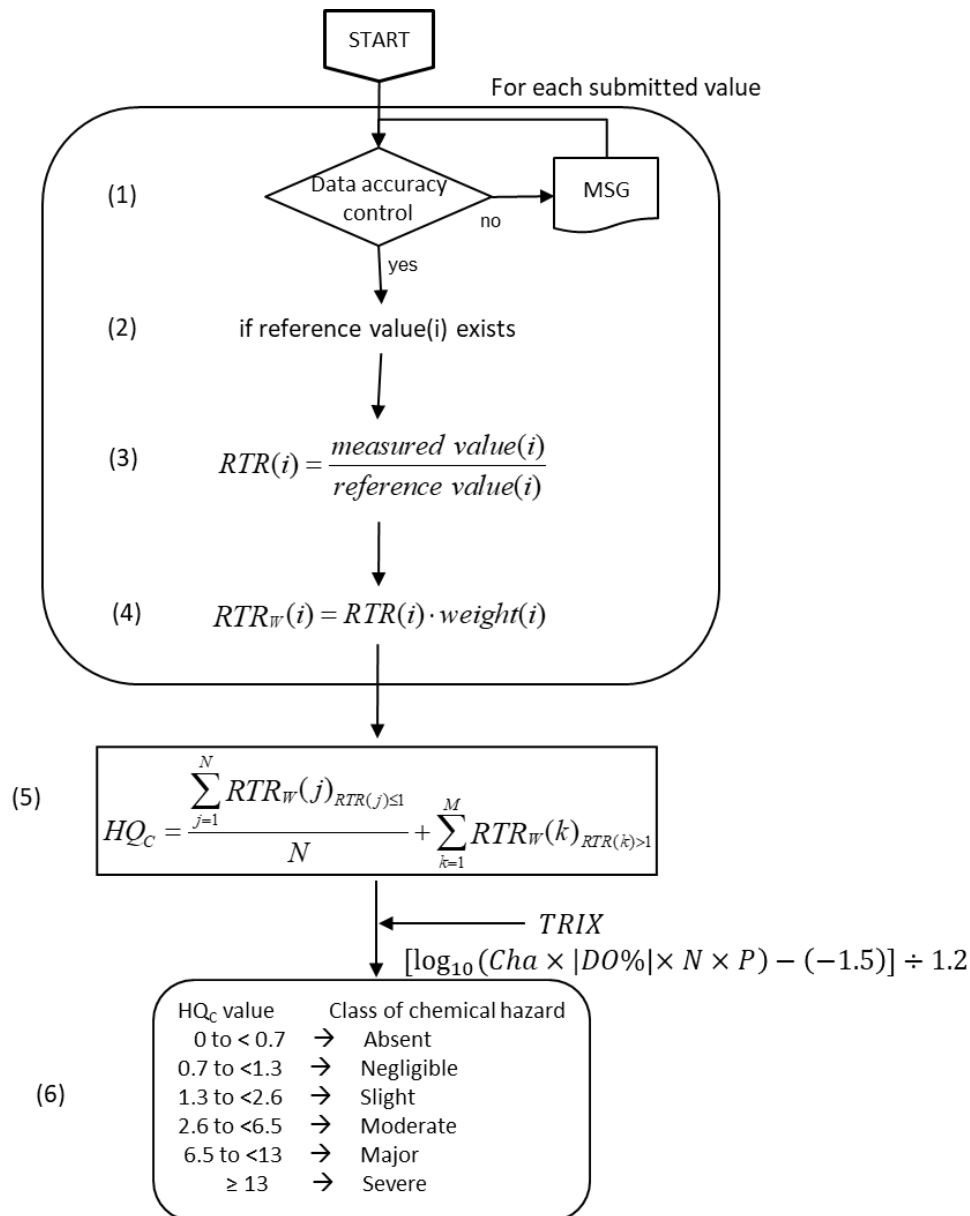 START
For each submitted value
(1)
Data accuracy
control
no
MSG
yes
(2)
if reference value(i) exists
(3)
RTR(i) = measured value(i) / reference value(i)
(4)
RTR_W(i) = RTR(i) · weight(i)
(5)
HQ_C = \frac{\sum_{j=1}^{N} RTR_W(j)_{RTR(j)≤1}}{N} + \sum_{k=1}^{M} RTR_W(k)_{RTR(k)>1}
TRIX
[log₁₀(Cha × |DO%| × N × P) − (−1.5)] ÷ 1.2
(6)
HQ_C value Class of chemical hazard
0 to < 0.7 → Absent
0.7 to <1.3 → Negligible
1.3 to <2.6 → Slight
2.6 to <6.5 → Moderate
6.5 to <13 → Major
≥ 13 → Severe